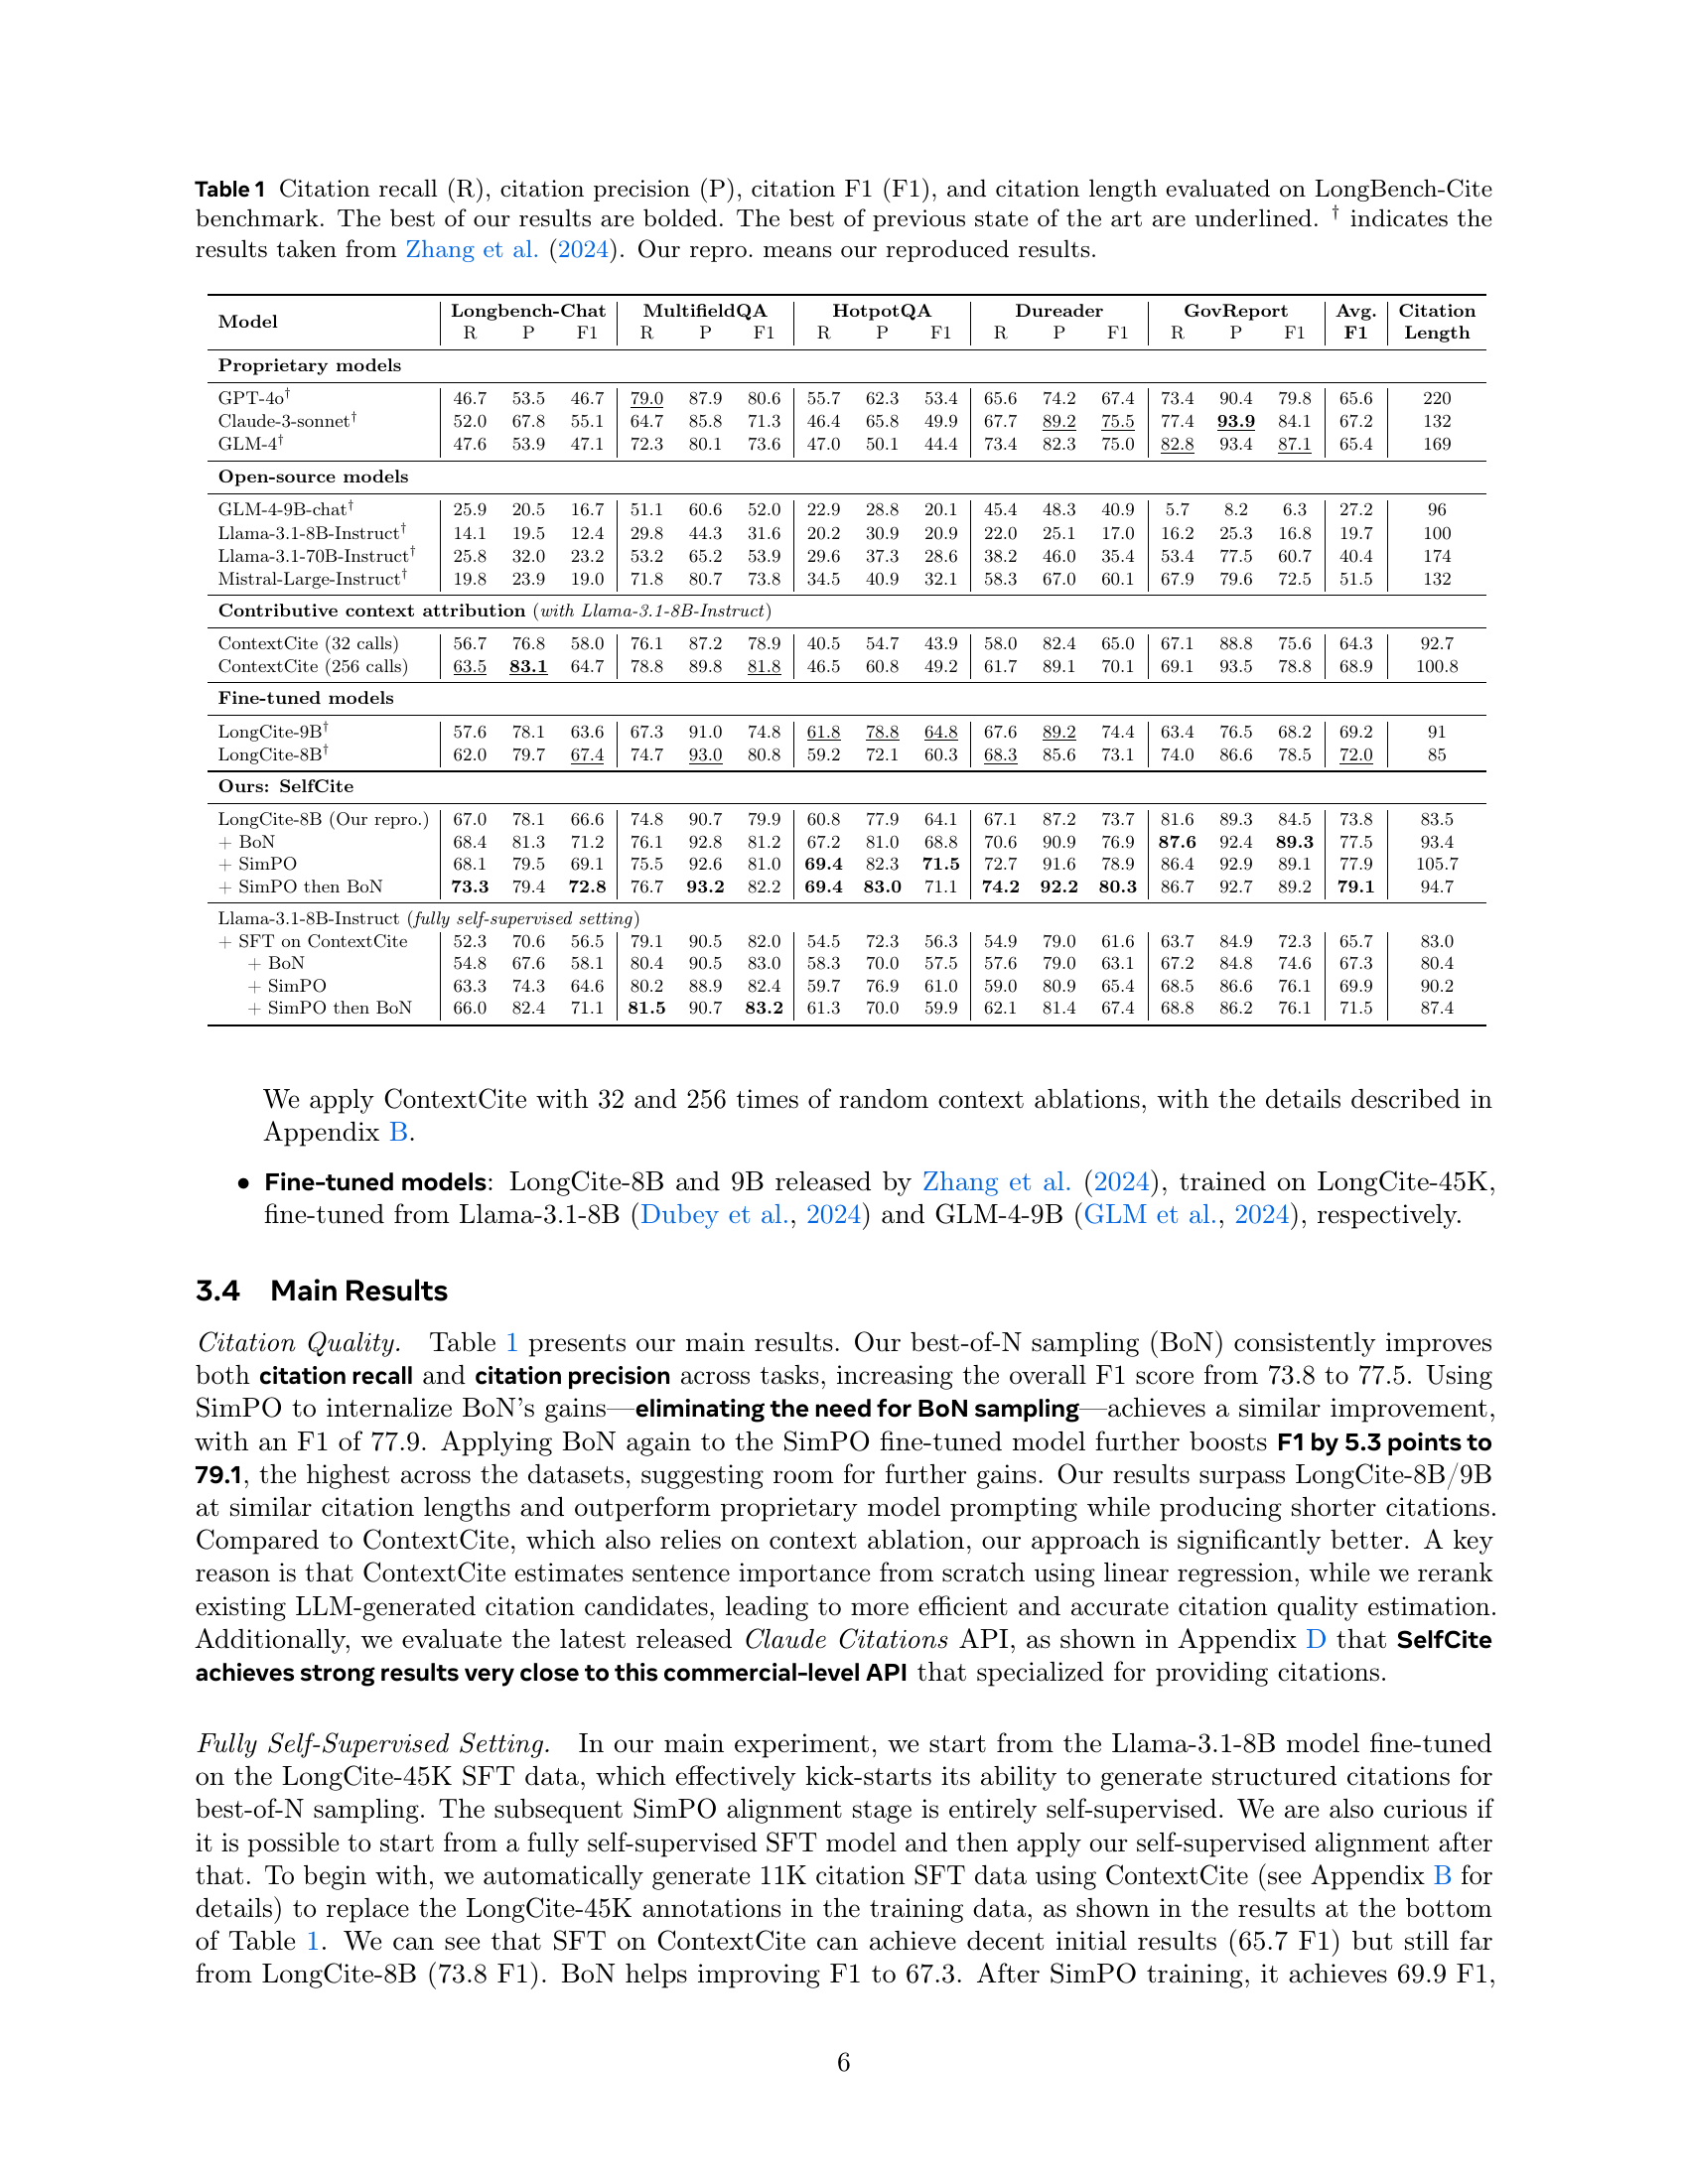 Table 1 Citation recall (R), citation precision (P), citation F1 (F1), and citation length evaluated on LongBench-Cite
benchmark. The best of our results are bolded. The best of previous state of the art are underlined. † indicates the
results taken from Zhang et al. (2024). Our repro. means our reproduced results.
Model Longbench-Chat MultifieldQA HotpotQA Dureader GovReport Avg. Citation
R P F1 R P F1 R P F1 R P F1 R P F1 F1 Length
Proprietary models
GPT-4o† 46.7 53.5 46.7 79.0 87.9 80.6 55.7 62.3 53.4 65.6 74.2 67.4 73.4 90.4 79.8 65.6 220
Claude-3-sonnet† 52.0 67.8 55.1 64.7 85.8 71.3 46.4 65.8 49.9 67.7 89.2 75.5 77.4 93.9 84.1 67.2 132
GLM-4† 47.6 53.9 47.1 72.3 80.1 73.6 47.0 50.1 44.4 73.4 82.3 75.0 82.8 93.4 87.1 65.4 169
Open-source models
GLM-4-9B-chat† 25.9 20.5 16.7 51.1 60.6 52.0 22.9 28.8 20.1 45.4 48.3 40.9 5.7 8.2 6.3 27.2 96
Llama-3.1-8B-Instruct† 14.1 19.5 12.4 29.8 44.3 31.6 20.2 30.9 20.9 22.0 25.1 17.0 16.2 25.3 16.8 19.7 100
Llama-3.1-70B-Instruct† 25.8 32.0 23.2 53.2 65.2 53.9 29.6 37.3 28.6 38.2 46.0 35.4 53.4 77.5 60.7 40.4 174
Mistral-Large-Instruct† 19.8 23.9 19.0 71.8 80.7 73.8 34.5 40.9 32.1 58.3 67.0 60.1 67.9 79.6 72.5 51.5 132
Contributive context attribution (with Llama-3.1-8B-Instruct)
ContextCite (32 calls) 56.7 76.8 58.0 76.1 87.2 78.9 40.5 54.7 43.9 58.0 82.4 65.0 67.1 88.8 75.6 64.3 92.7
ContextCite (256 calls) 63.5 83.1 64.7 78.8 89.8 81.8 46.5 60.8 49.2 61.7 89.1 70.1 69.1 93.5 78.8 68.9 100.8
Fine-tuned models
LongCite-9B† 57.6 78.1 63.6 67.3 91.0 74.8 61.8 78.8 64.8 67.6 89.2 74.4 63.4 76.5 68.2 69.2 91
LongCite-8B† 62.0 79.7 67.4 74.7 93.0 80.8 59.2 72.1 60.3 68.3 85.6 73.1 74.0 86.6 78.5 72.0 85
Ours: SelfCite
LongCite-8B (Our repro.) 67.0 78.1 66.6 74.8 90.7 79.9 60.8 77.9 64.1 67.1 87.2 73.7 81.6 89.3 84.5 73.8 83.5
+ BoN 68.4 81.3 71.2 76.1 92.8 81.2 67.2 81.0 68.8 70.6 90.9 76.9 87.6 92.4 89.3 77.5 93.4
+ SimPO 68.1 79.5 69.1 75.5 92.6 81.0 69.4 82.3 71.5 72.7 91.6 78.9 86.4 92.9 89.1 77.9 105.7
+ SimPO then BoN 73.3 79.4 72.8 76.7 93.2 82.2 69.4 83.0 71.1 74.2 92.2 80.3 86.7 92.7 89.2 79.1 94.7
Llama-3.1-8B-Instruct (fully self-supervised setting)
+ SFT on ContextCite 52.3 70.6 56.5 79.1 90.5 82.0 54.5 72.3 56.3 54.9 79.0 61.6 63.7 84.9 72.3 65.7 83.0
+ BoN 54.8 67.6 58.1 80.4 90.5 83.0 58.3 70.0 57.5 57.6 79.0 63.1 67.2 84.8 74.6 67.3 80.4
+ SimPO 63.3 74.3 64.6 80.2 88.9 82.4 59.7 76.9 61.0 59.0 80.9 65.4 68.5 86.6 76.1 69.9 90.2
+ SimPO then BoN 66.0 82.4 71.1 81.5 90.7 83.2 61.3 70.0 59.9 62.1 81.4 67.4 68.8 86.2 76.1 71.5 87.4
We apply ContextCite with 32 and 256 times of random context ablations, with the details described in
Appendix B.
• Fine-tuned models: LongCite-8B and 9B released by Zhang et al. (2024), trained on LongCite-45K,
fine-tuned from Llama-3.1-8B (Dubey et al., 2024) and GLM-4-9B (GLM et al., 2024), respectively.
3.4 Main Results
Citation Quality. Table 1 presents our main results. Our best-of-N sampling (BoN) consistently improves
both citation recall and citation precision across tasks, increasing the overall F1 score from 73.8 to 77.5. Using
SimPO to internalize BoN's gains—eliminating the need for BoN sampling—achieves a similar improvement,
with an F1 of 77.9. Applying BoN again to the SimPO fine-tuned model further boosts F1 by 5.3 points to
79.1, the highest across the datasets, suggesting room for further gains. Our results surpass LongCite-8B/9B
at similar citation lengths and outperform proprietary model prompting while producing shorter citations.
Compared to ContextCite, which also relies on context ablation, our approach is significantly better. A key
reason is that ContextCite estimates sentence importance from scratch using linear regression, while we rerank
existing LLM-generated citation candidates, leading to more efficient and accurate citation quality estimation.
Additionally, we evaluate the latest released Claude Citations API, as shown in Appendix D that SelfCite
achieves strong results very close to this commercial-level API that specialized for providing citations.
Fully Self-Supervised Setting. In our main experiment, we start from the Llama-3.1-8B model fine-tuned
on the LongCite-45K SFT data, which effectively kick-starts its ability to generate structured citations for
best-of-N sampling. The subsequent SimPO alignment stage is entirely self-supervised. We are also curious if
it is possible to start from a fully self-supervised SFT model and then apply our self-supervised alignment after
that. To begin with, we automatically generate 11K citation SFT data using ContextCite (see Appendix B for
details) to replace the LongCite-45K annotations in the training data, as shown in the results at the bottom
of Table 1. We can see that SFT on ContextCite can achieve decent initial results (65.7 F1) but still far
from LongCite-8B (73.8 F1). BoN helps improving F1 to 67.3. After SimPO training, it achieves 69.9 F1,
6